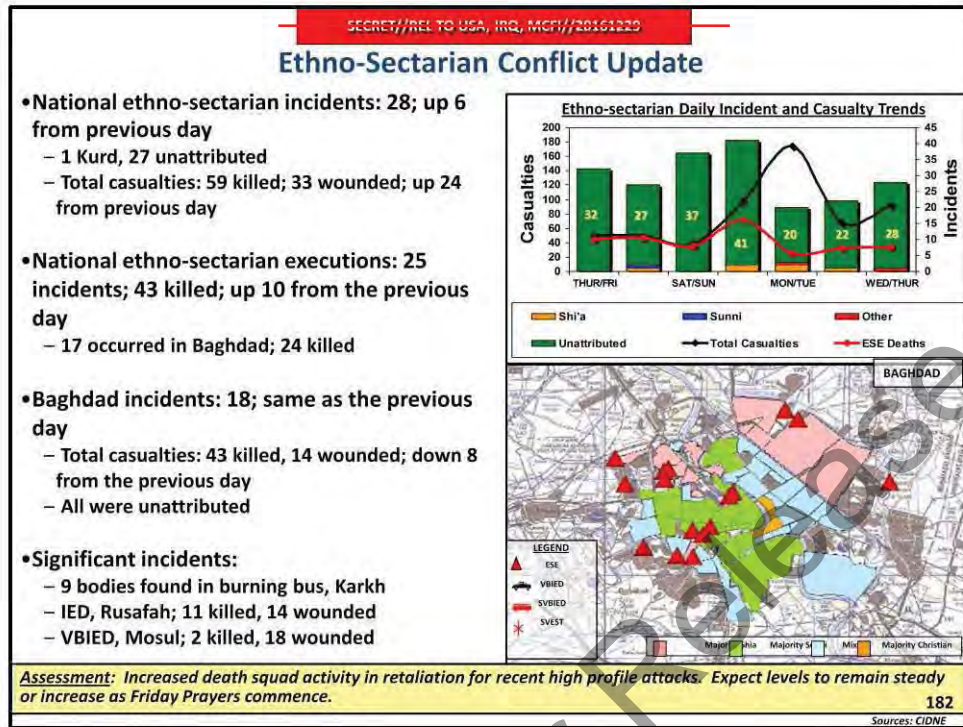 SECRET//REL TO USA, IRQ, MCFI//20161229
Ethno-Sectarian Conflict Update
•National ethno-sectarian incidents: 28; up 6
from previous day
– 1 Kurd, 27 unattributed
– Total casualties: 59 killed; 33 wounded; up 24
from previous day
•National ethno-sectarian executions: 25
incidents; 43 killed; up 10 from the previous
day
– 17 occurred in Baghdad; 24 killed
•Baghdad incidents: 18; same as the previous
day
– Total casualties: 43 killed, 14 wounded; down 8
from the previous day
– All were unattributed
•Significant incidents:
– 9 bodies found in burning bus, Karkh
– IED, Rusafah; 11 killed, 14 wounded
– VBIED, Mosul; 2 killed, 18 wounded
Ethno-sectarian Daily Incident and Casualty Trends
Casualties
200
180
160
140
120
100
80
60
40
20
0
32
27
37
41
20
22
28
45
40
35
30
25
20
15
10
5
0
Incidents
THUR/FRI
SAT/SUN
MON/TUE
WED/THUR
Shi'a
Sunni
Other
Unattributed
Total Casualties
ESE Deaths
BAGHDAD
LEGEND
ESE
VBIED
SVBIED
SVEST
Majority Christian
Release
Assessment: Increased death squad activity in retaliation for recent high profile attacks. Expect levels to remain steady
or increase as Friday Prayers commence.
182
Sources: CIDNE